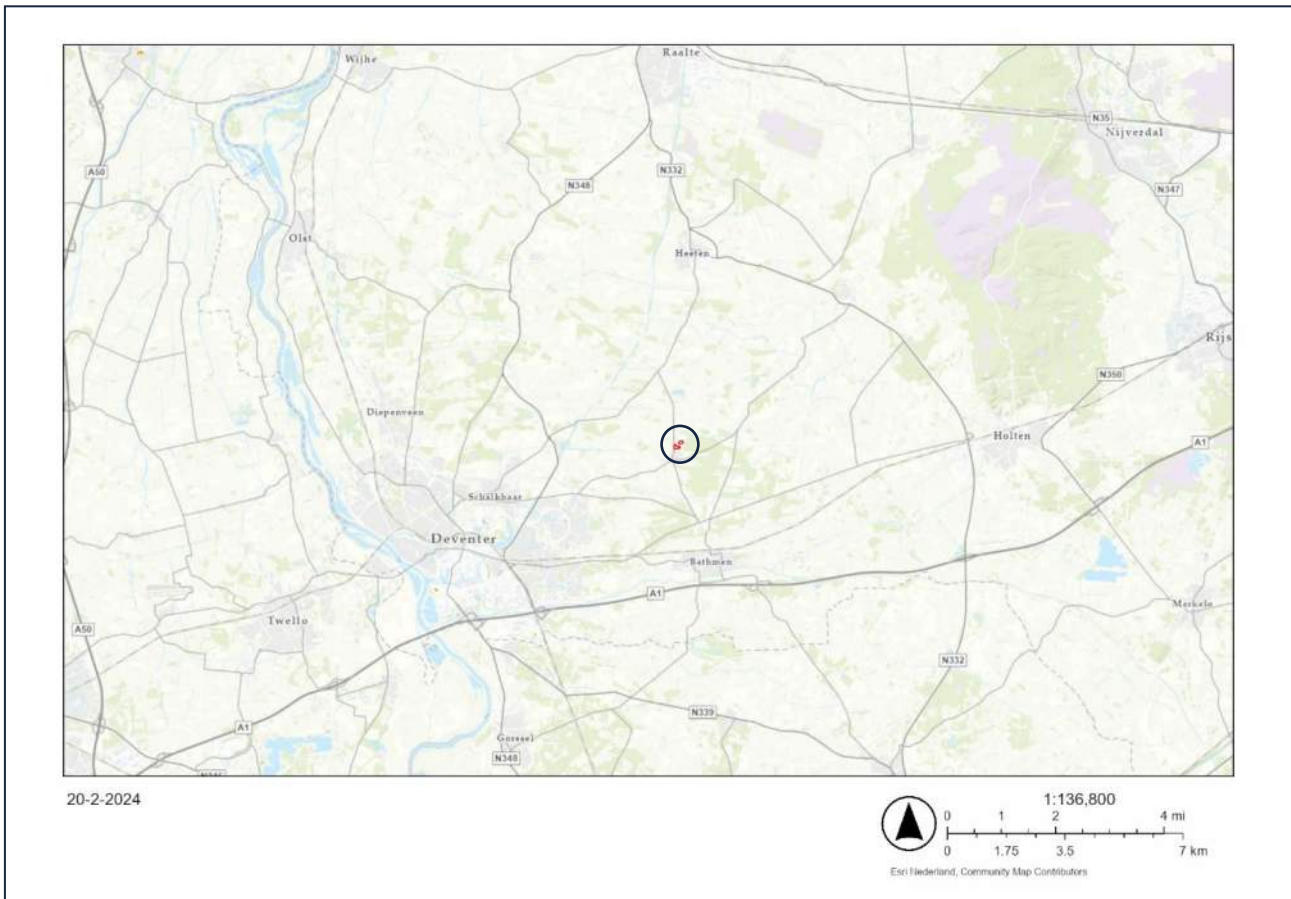 Raalte
Wijhe
N35
Nijverdal
A50
N332
N348
N347
Olst
Heeten
Rijs
N350
Diepenveen
Holten
A1
Schalkhaar
Deventer
Bathmen
A1
Markelo
Twello
A50
N332
N339
A1
Gorssel
N348
20-2-2024
1:136,800
0 1 2 4 mi
0 1.75 3.5 7 km
Esri Nederland, Community Map Contributors